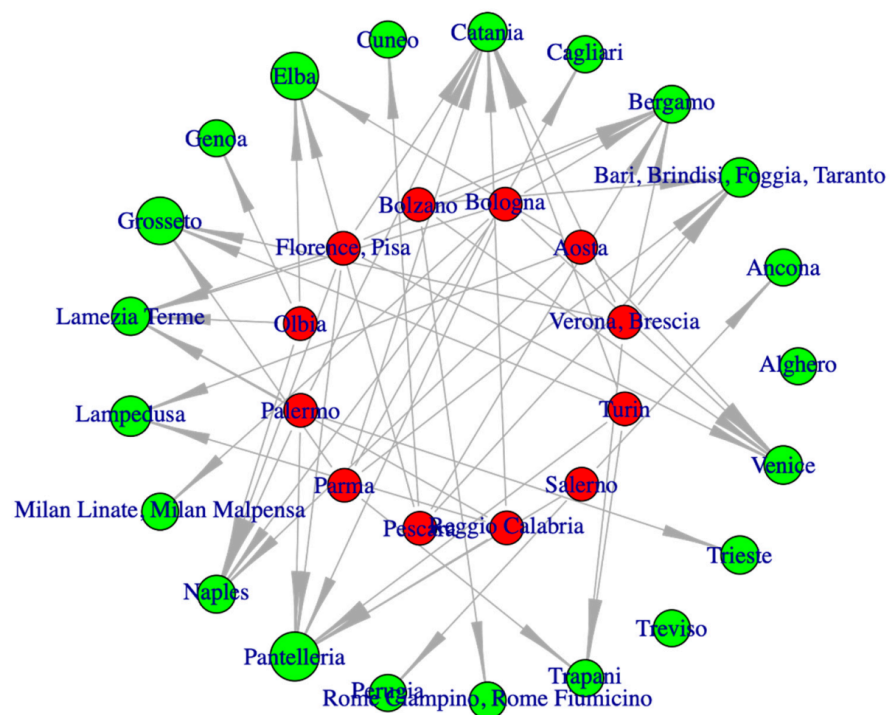 Cuneo
Catania
Cagliari
Elba
Bergamo
Genoa
Bari, Brindisi, Foggia, Taranto
Bolzano
Bologna
Grosseto
Florence, Pisa
Aosta
Ancona
Lamezia Terme
Olbia
Verona, Brescia
Alghero
Lampedusa
Palermo
Turin
Venice
Milan Linate, Milan Malpensa
Parma
Salerno
Pescara
Reggio Calabria
Trieste
Naples
Treviso
Pantelleria
Trapani
Perugia
Rome Ciampino, Rome Fiumicino